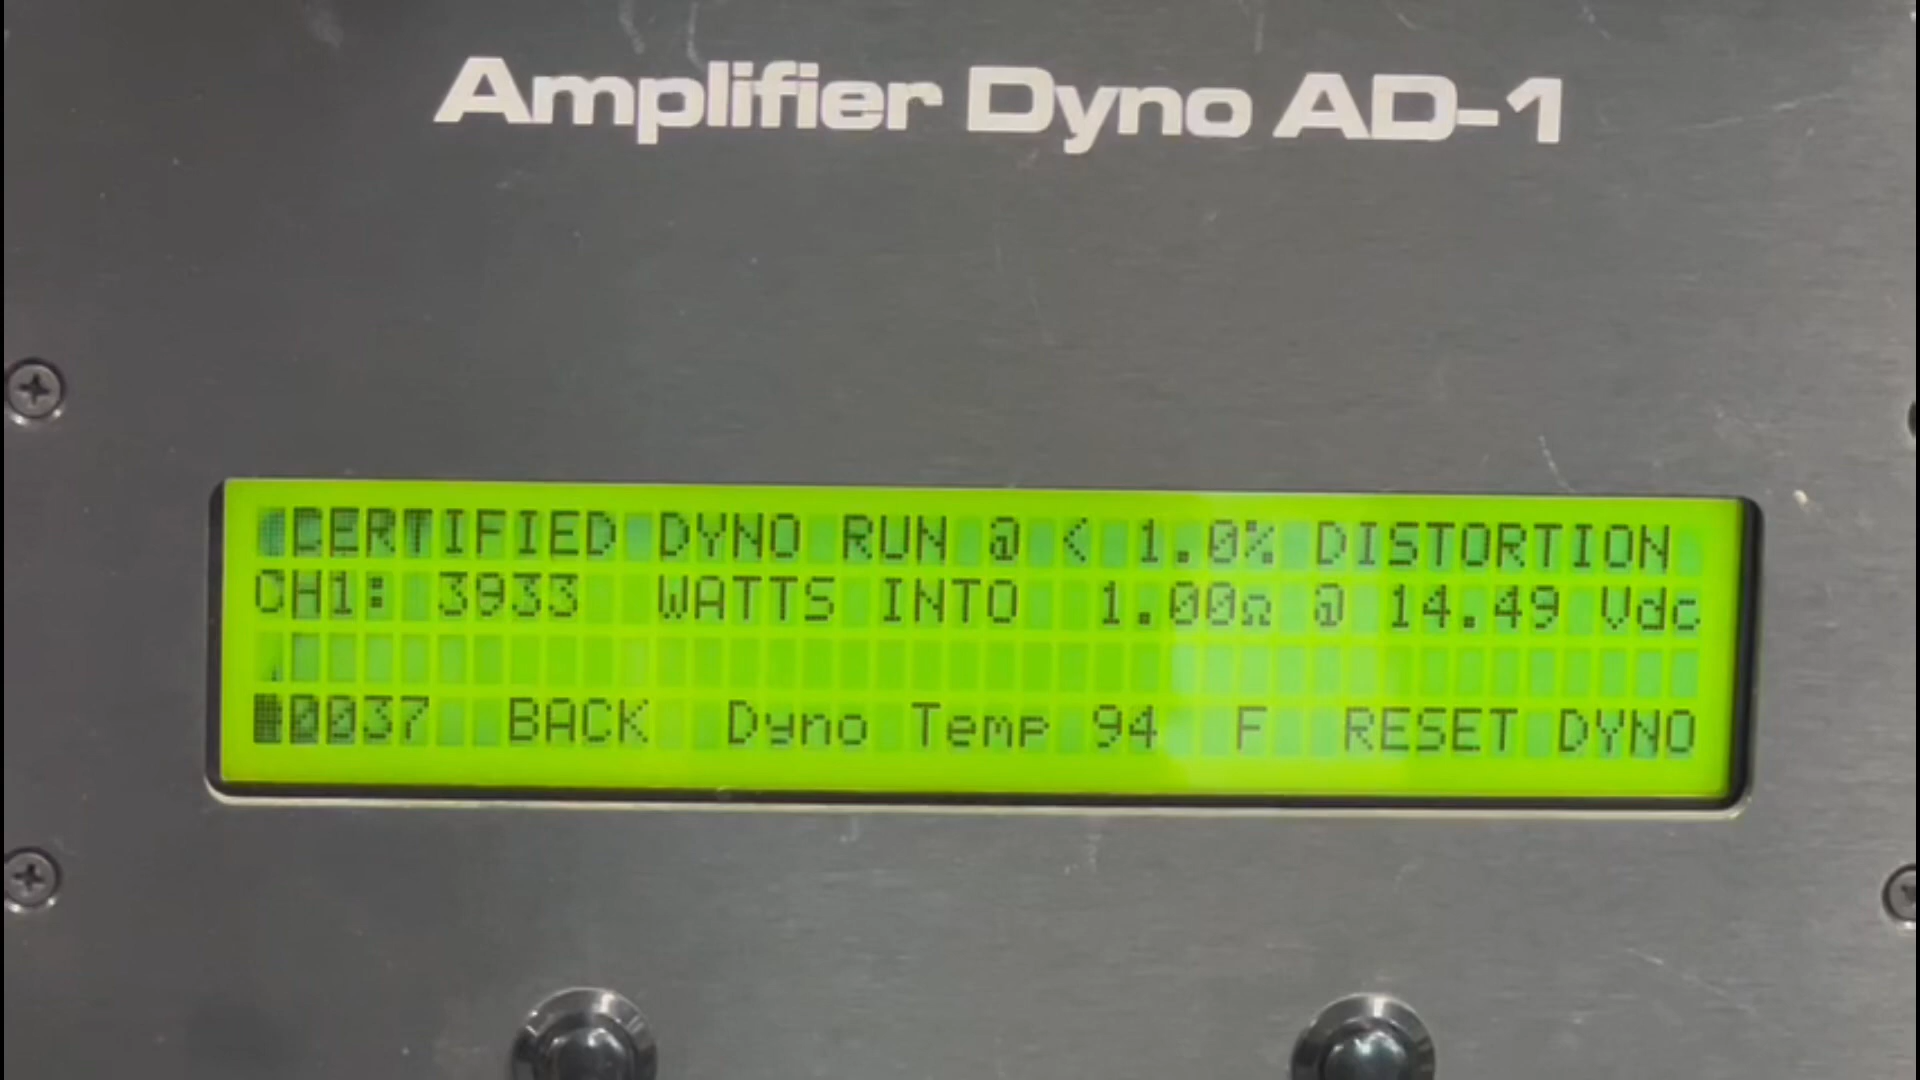 Amplifier Dyno AD-1
CERTIFIED DYNO RUN @ < 1.0% DISTORTION
CH1: 3933 WATTS INTO 1.00Ω @ 14.49 Vdc
0037 BACK Dyno Temp 94 F RESET DYNO